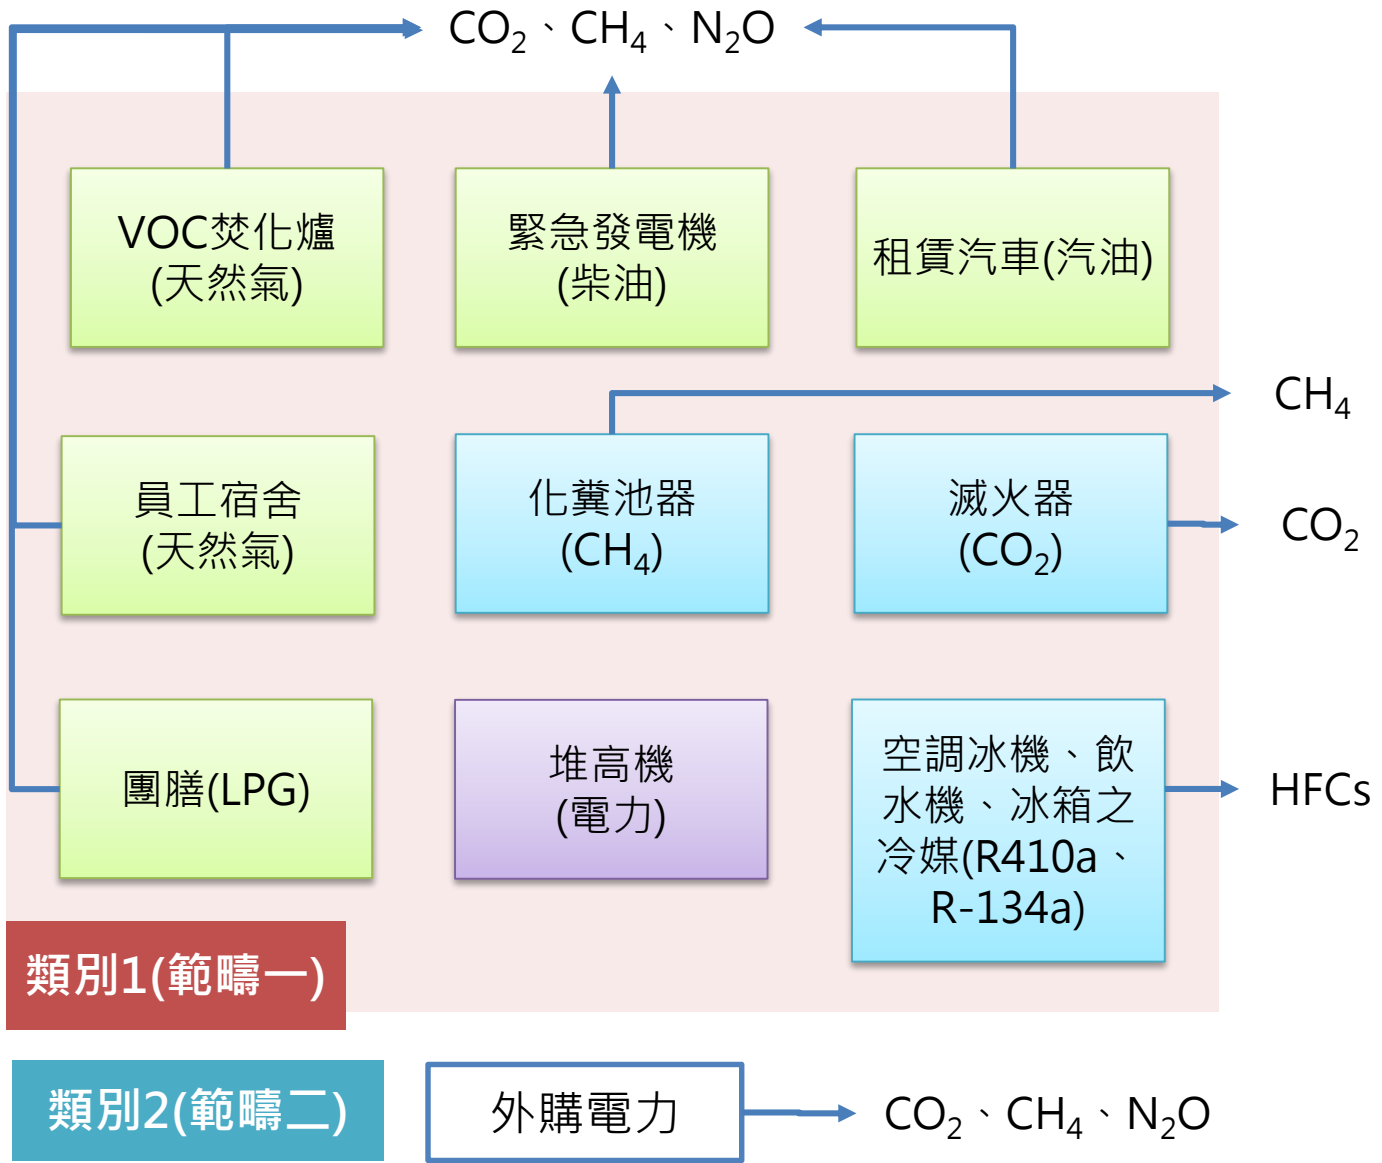 CO₂、CH₄、N₂O
VOC焚化爐
(天然氣)
緊急發電機
(柴油)
租賃汽車(汽油)
CH₄
員工宿舍
(天然氣)
化糞池器
(CH₄)
滅火器
(CO₂)
CO₂
團膳(LPG)
堆高機
(電力)
空調冰機、飲
水機、冰箱之
冷媒(R410a、
R-134a)
HFCs
類別1(範疇一)
類別2(範疇二)
外購電力
CO₂、CH₄、N₂O